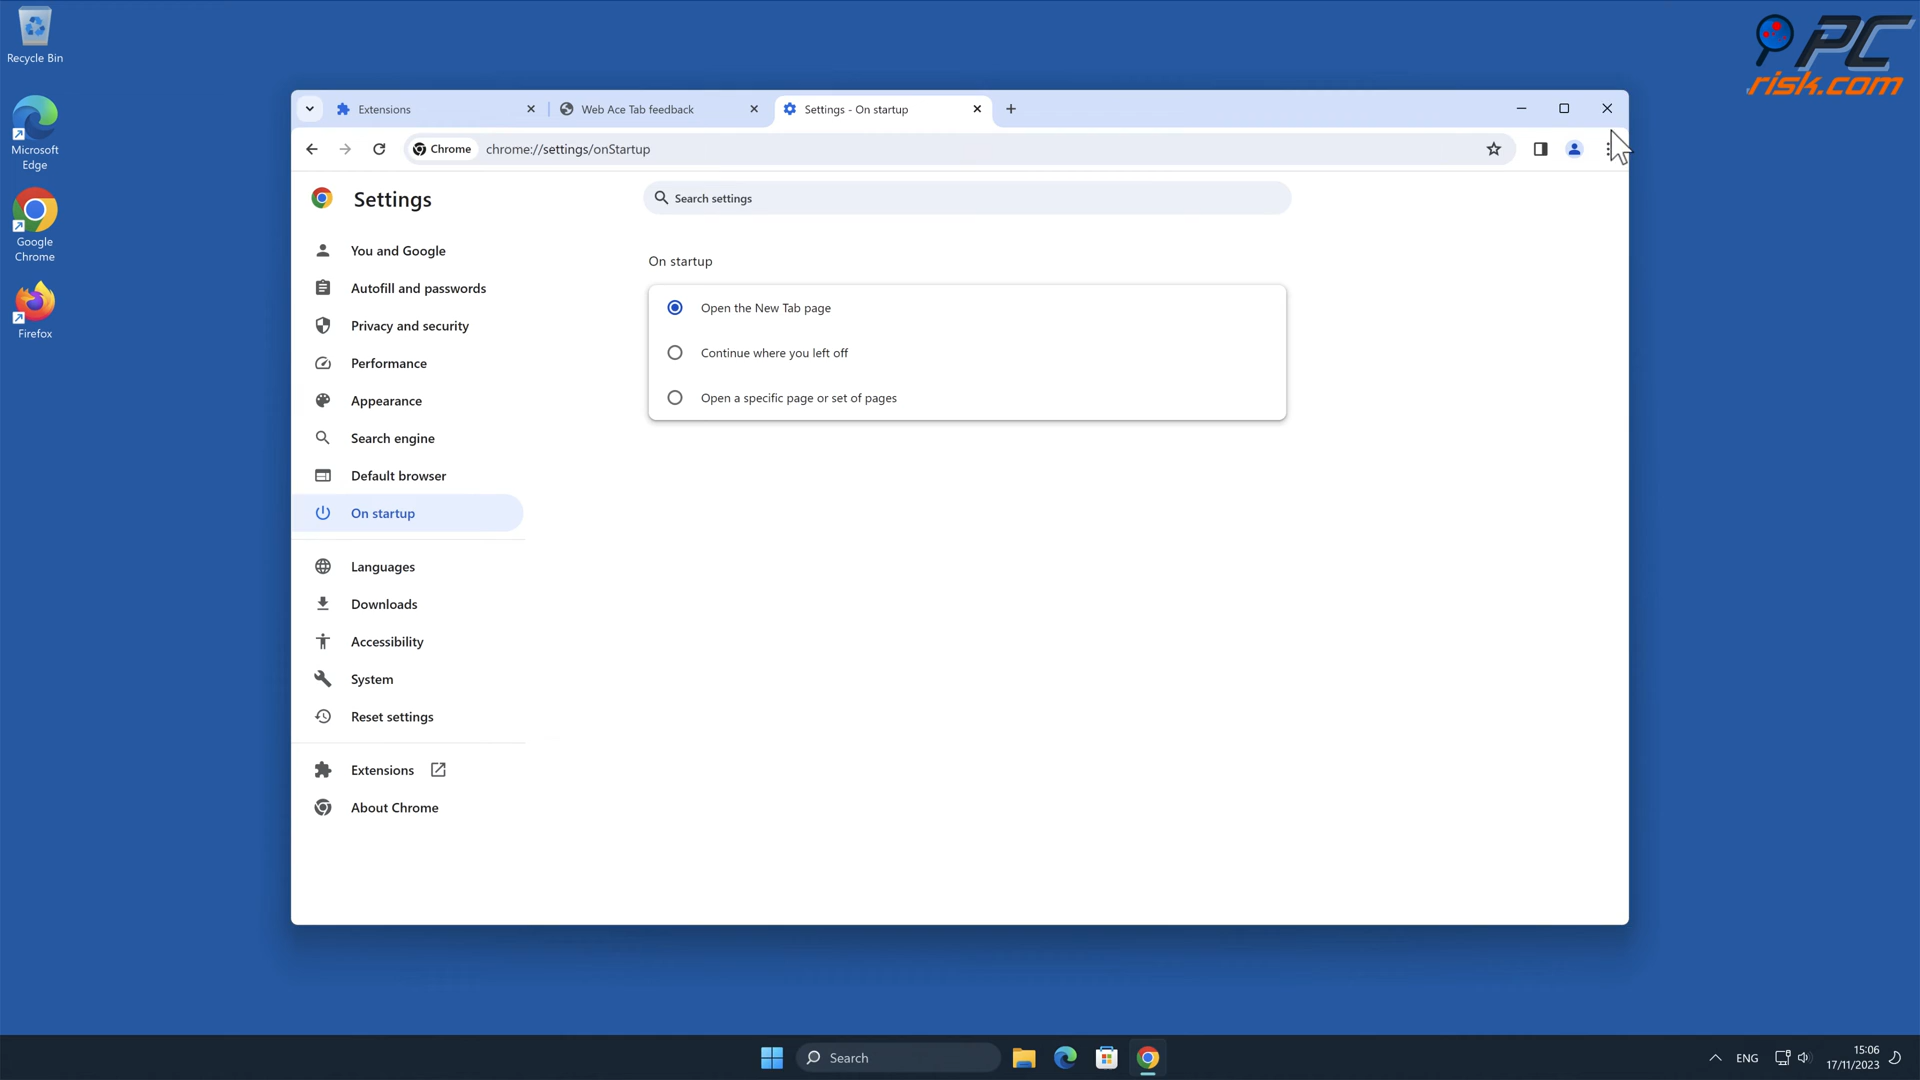 Recycle Bin
Microsoft
Edge
Google
Chrome
Firefox
PC
risk.com
Extensions
Web Ace Tab feedback
Settings - On startup
Chrome
chrome://settings/onStartup
Settings
Search settings
You and Google
Autofill and passwords
Privacy and security
Performance
Appearance
Search engine
Default browser
On startup
Languages
Downloads
Accessibility
System
Reset settings
Extensions
About Chrome
On startup
Open the New Tab page
Continue where you left off
Open a specific page or set of pages
Search
ENG
15:06
17/11/2023